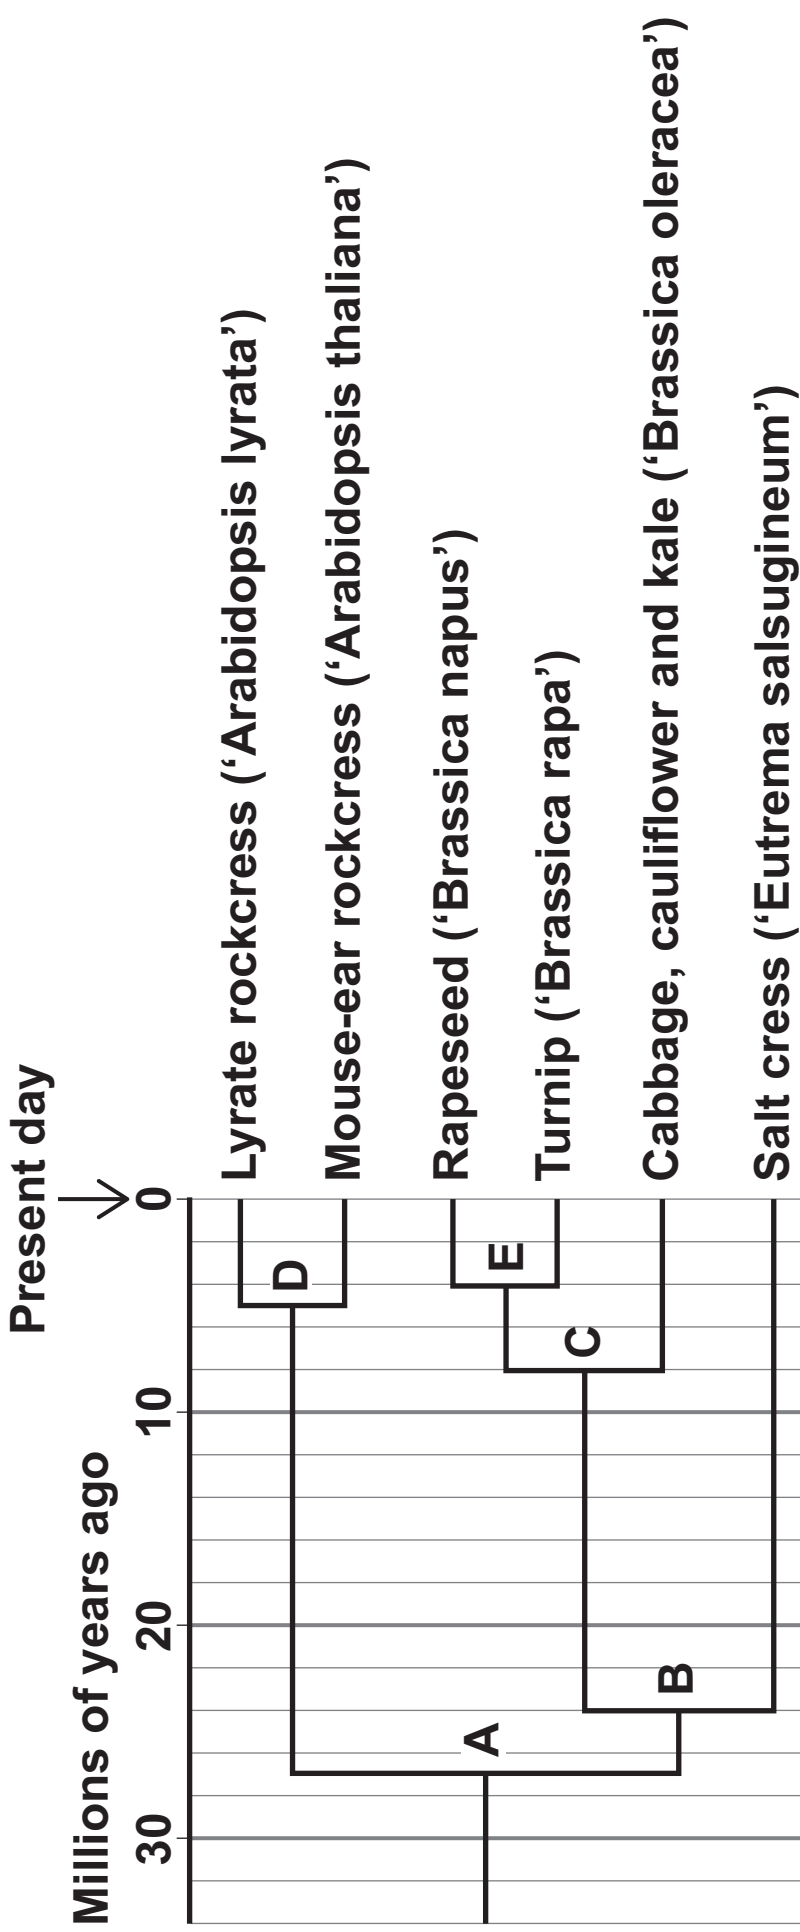 Present day
Millions of years ago
30 20 10 0
Lyrate rockcress (‘Arabidopsis lyrata’)
Mouse-ear rockcress (‘Arabidopsis thaliana’)
Rapeseed (‘Brassica napus’)
Turnip (‘Brassica rapa’)
Cabbage, cauliflower and kale (‘Brassica oleracea’)
Salt cress (‘Eutrema salsugineum’)
D
E
C
A
B